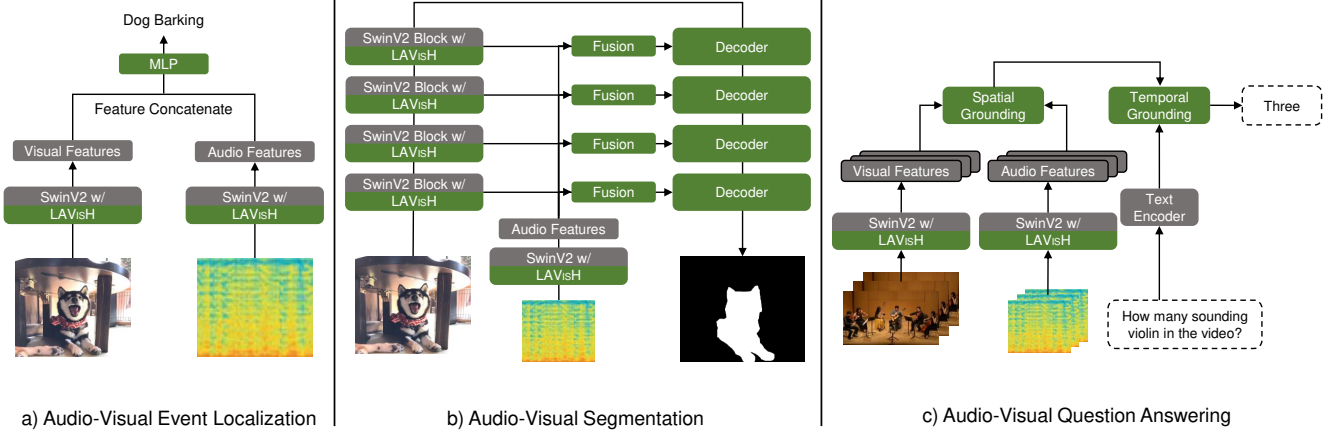 Dog Barking
MLP
Feature Concatenate
Visual Features
Audio Features
SwinV2 w/
LAVISH
SwinV2 w/
LAVISH
a) Audio-Visual Event Localization
SwinV2 Block w/
LAVISH
Fusion
Decoder
SwinV2 Block w/
LAVISH
Fusion
Decoder
SwinV2 Block w/
LAVISH
Fusion
Decoder
SwinV2 Block w/
LAVISH
Fusion
Decoder
Audio Features
SwinV2 w/
LAVISH
b) Audio-Visual Segmentation
Spatial
Grounding
Temporal
Grounding
Three
Visual Features
Audio Features
Text
Encoder
SwinV2 w/
LAVISH
SwinV2 w/
LAVISH
How many sounding
violin in the video?
c) Audio-Visual Question Answering